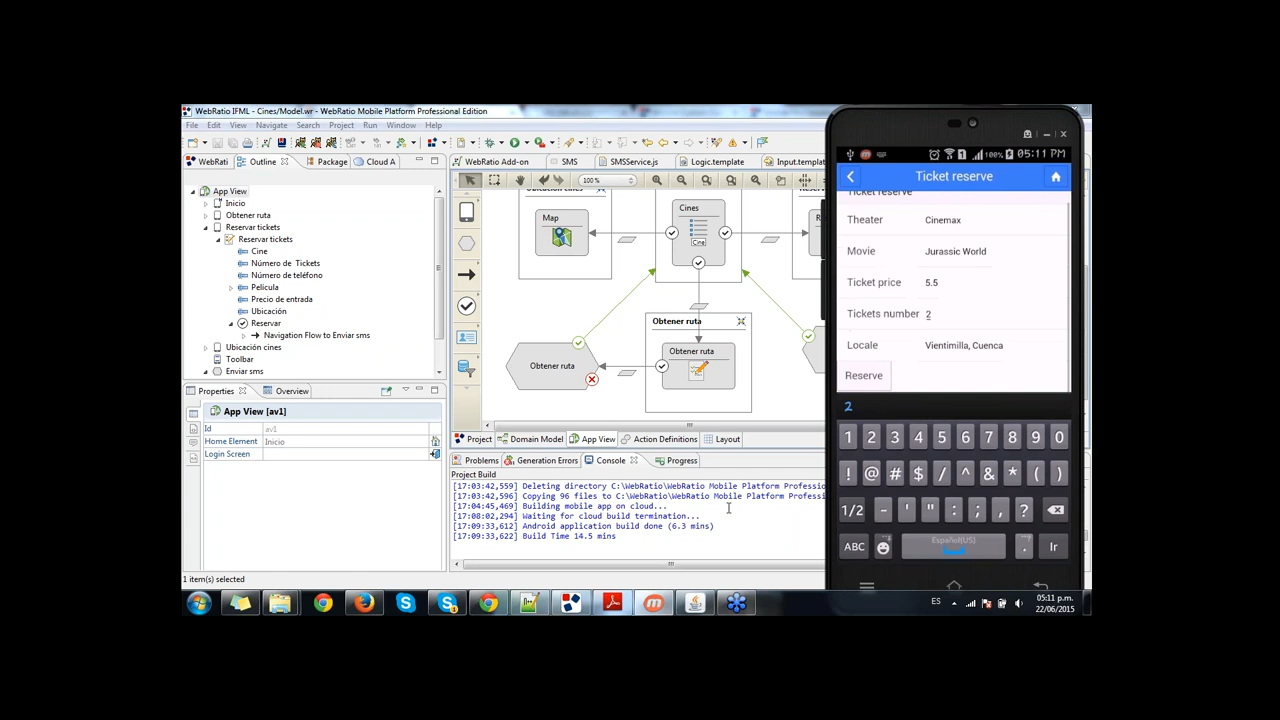 WebRatio IFML - Cines/Model.wr - WebRatio Mobile Platform Professional Edition
File Edit View Navigate Search Project Run Window Help
WebRati Outline Package Cloud A
WebRatio Add-on SMS SMSService.js Logic.template Input.template
100 %
App View
Inicio
Obtener ruta
Reservar tickets
Reservar tickets
Cine
Número de Tickets
Número de teléfono
Película
Precio de entrada
Ubicación
Reservar
Navigation Flow to Enviar sms
Ubicación cines
Toolbar
Enviar sms
Properties Overview
App View [av1]
Id av1
Home Element Inicio
Login Screen
1 item(s) selected
Map
Cines
Cine
Obtener ruta
Obtener ruta
Obtener ruta
Project Domain Model App View Action Definitions Layout
Problems Generation Errors Console Progress
Project Build
[17:03:42,559] Deleting directory C:\WebRatio\WebRatio Mobile Platform Professio
[17:03:42,596] Copying 96 files to C:\WebRatio\WebRatio Mobile Platform Professi
[17:04:45,469] Building mobile app on cloud...
[17:08:02,294] Waiting for cloud build termination...
[17:09:33,612] Android application build done (6.3 mins)
[17:09:33,622] Build Time 14.5 mins
100% 05:11 PM
Ticket reserve
Ticket reserve
Theater Cinemax
Movie Jurassic World
Ticket price 5.5
Tickets number 2
Locale Vientimilla, Cuenca
Reserve
2
1 2 3 4 5 6 7 8 9 0
! @ # $ / ^ & * ( )
1/2 - ' " : ; , ?
ABC Español(US) . Ir
ES
05:11 p.m.
22/06/2015